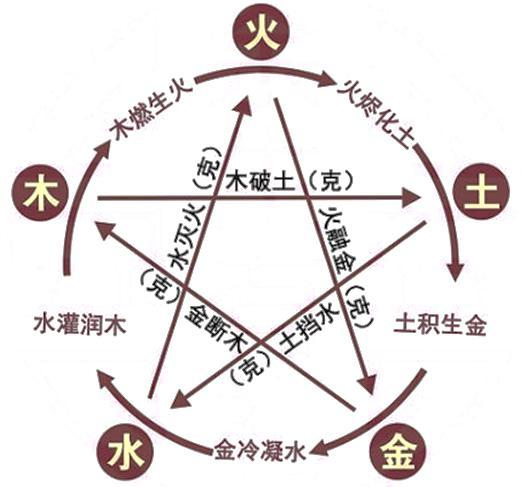 火
木燃生火
火烬化土
木
土
木破土（克）
水灭火（克）
火融金（克）
金断木（克）
土挡水（克）
水灌润木
土积生金
水
金冷凝水
金